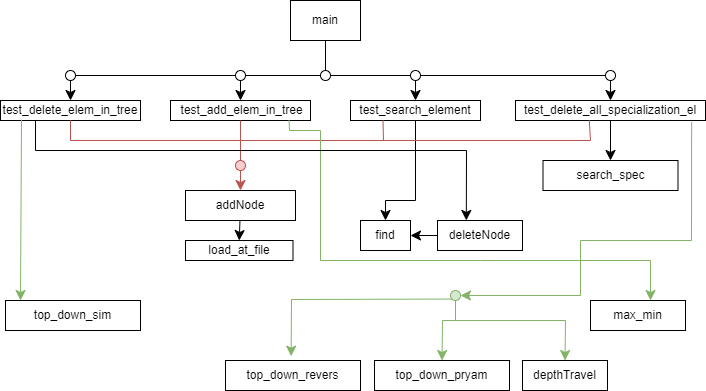 main
test_delete_elem_in_tree
test_add_elem_in_tree
test_search_element
test_delete_all_specialization_el
search_spec
addNode
find
deleteNode
load_at_file
top_down_sim
max_min
top_down_revers
top_down_pryam
depthTravel